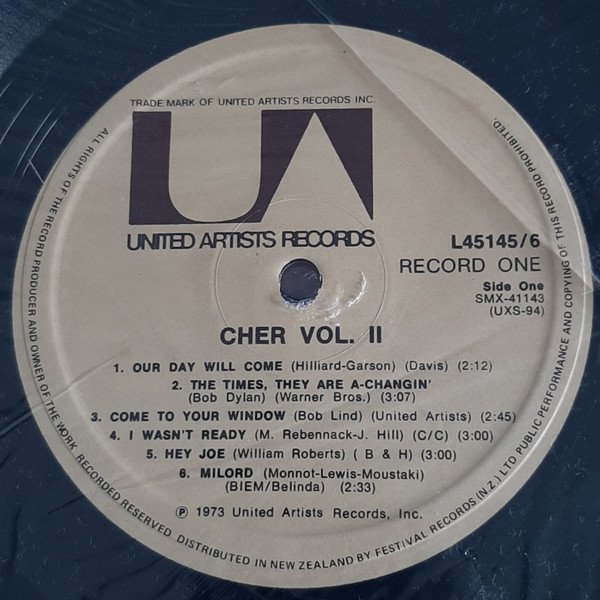 TRADE MARK OF UNITED ARTISTS RECORDS INC.
UA
UNITED ARTISTS RECORDS
L45145/6
RECORD ONE
Side One
SMX-41143
(UXS-94)
CHER VOL. II
1. OUR DAY WILL COME (Hilliard-Garson) (Davis) (2:12)
2. THE TIMES, THEY ARE A-CHANGIN'
(Bob Dylan) (Warner Bros.) (3:07)
3. COME TO YOUR WINDOW (Bob Lind) (United Artists) (2:45)
4. I WASN'T READY (M. Rebennack-J. Hill) (C/C) (3:00)
5. HEY JOE (William Roberts) ( B & H) (3:00)
6. MILORD (Monnot-Lewis-Moustaki)
(BIEM/Belinda) (2:33)
℗ 1973 United Artists Records, Inc.
ALL RIGHTS OF THE RECORD PRODUCER AND OWNER OF THE WORK RECORDED RESERVED. DISTRIBUTED IN NEW ZEALAND BY FESTIVAL RECORDS (N.Z.) LTD PUBLIC PERFORMANCE AND COPYING OF THIS RECORD PROHIBITED.